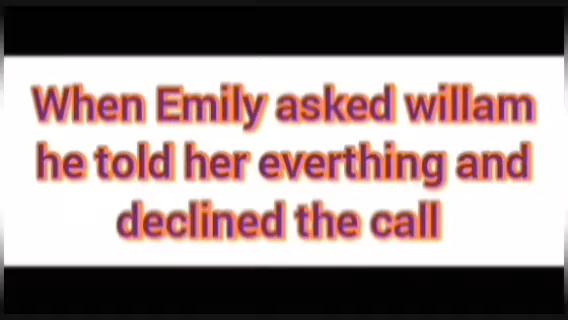 When Emily asked willam
he told her everthing and
declined the call